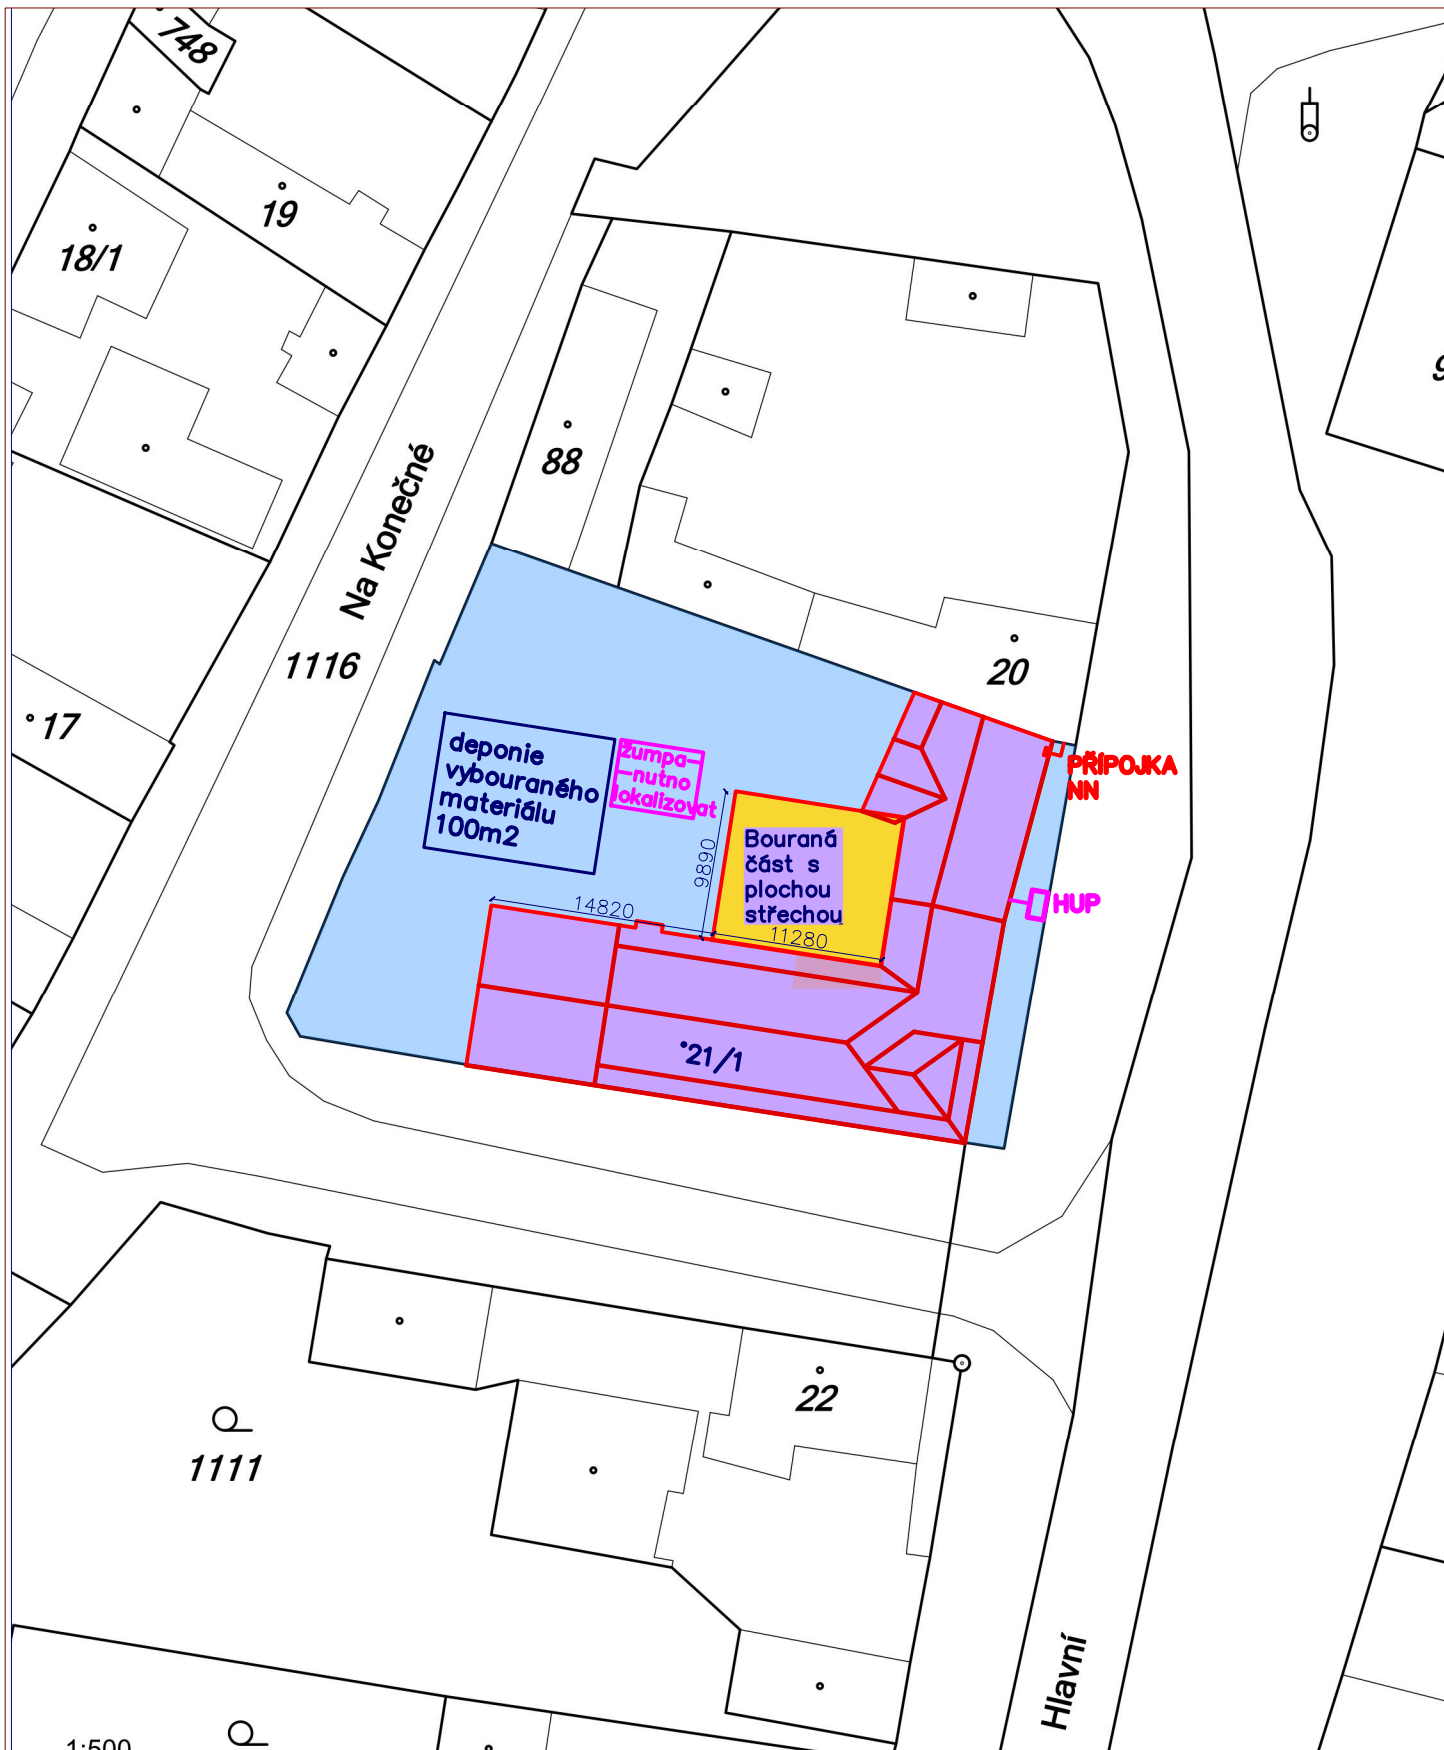 748
19
18/1
88
Na Konečné
1116
20
17
deponie
vybouraného
materiálu
100m2
žumpa-
-nutno
lokalizovat
PŘÍPOJKA
NN
Bouraná
část s
plochou
střechou
9890
14820
11280
HUP
21/1
22
1111
Hlavní
1:500